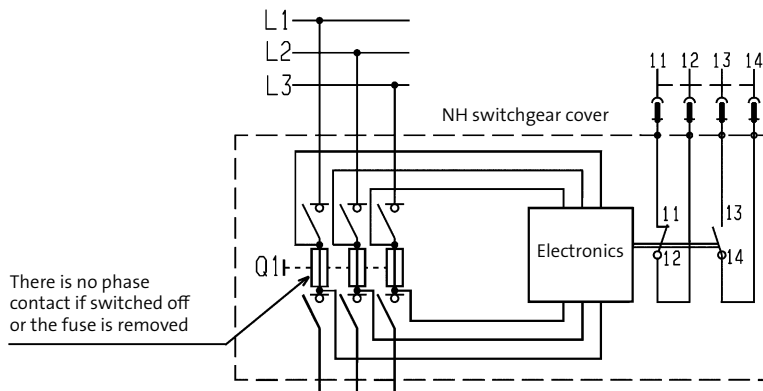 L1
L2
L3
11 12 13 14
NH switchgear cover
11
13
Electronics
12
14
Q1
There is no phase
contact if switched off
or the fuse is removed